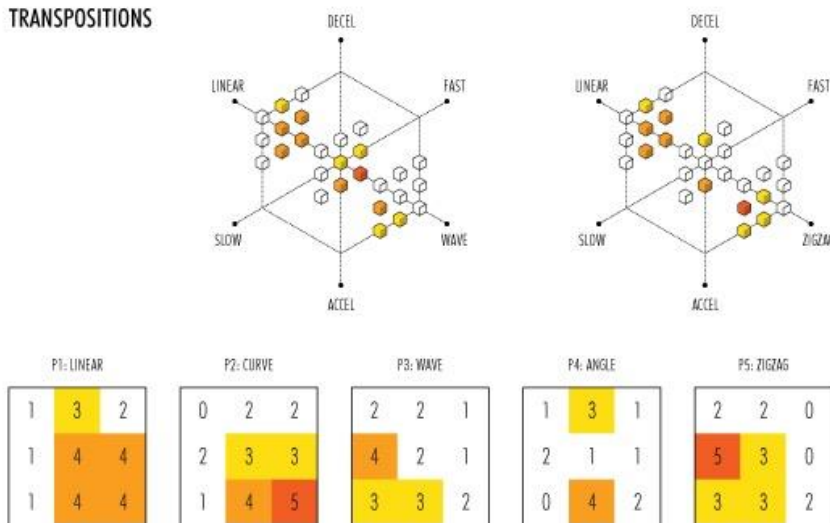 TRANSPOSITIONS
DECEL DECEL
LINEAR FAST LINEAR FAST
SLOW WAVE SLOW ZIGZAG
ACCEL ACCEL
P1: LINEAR P2: CURVE P3: WAVE P4: ANGLE P5: ZIGZAG
1 3 2 0 2 2 2 2 1 1 3 1 2 2 0
1 4 4 2 3 3 4 2 1 2 1 1 5 3 0
1 4 4 1 4 5 3 3 2 0 4 2 3 3 2